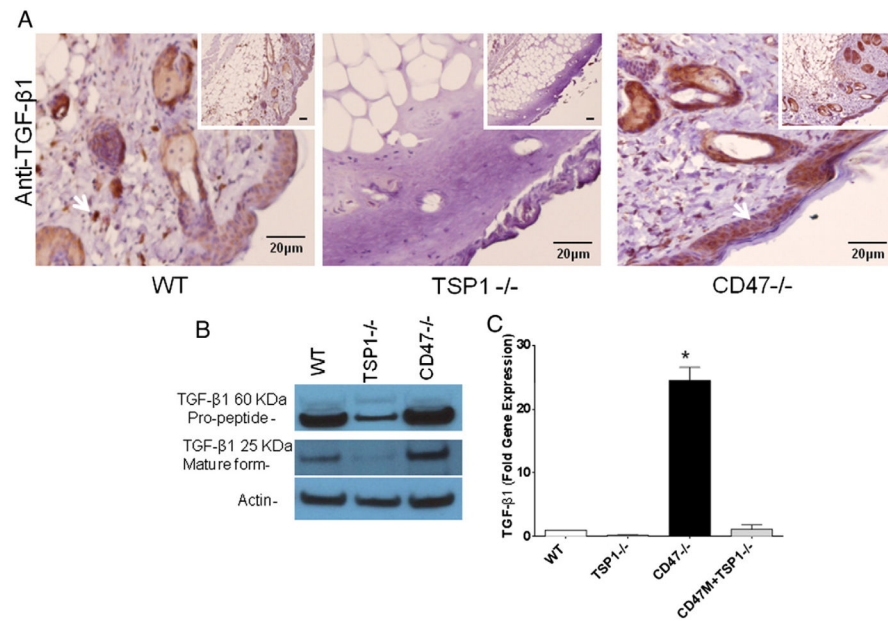 A
Anti-TGF-β1
20µm
20µm
20µm
WT
TSP1 -/-
CD47-/-
B
WT
TSP1-/-
CD47-/-
TGF-β1 60 KDa
Pro-peptide -
TGF-β1 25 KDa
Mature form-
Actin-
C
TGF-β1 (Fold Gene Expression)
30
20
10
0
*
WT
TSP1-/-
CD47-/-
CD47M+TSP1-/-